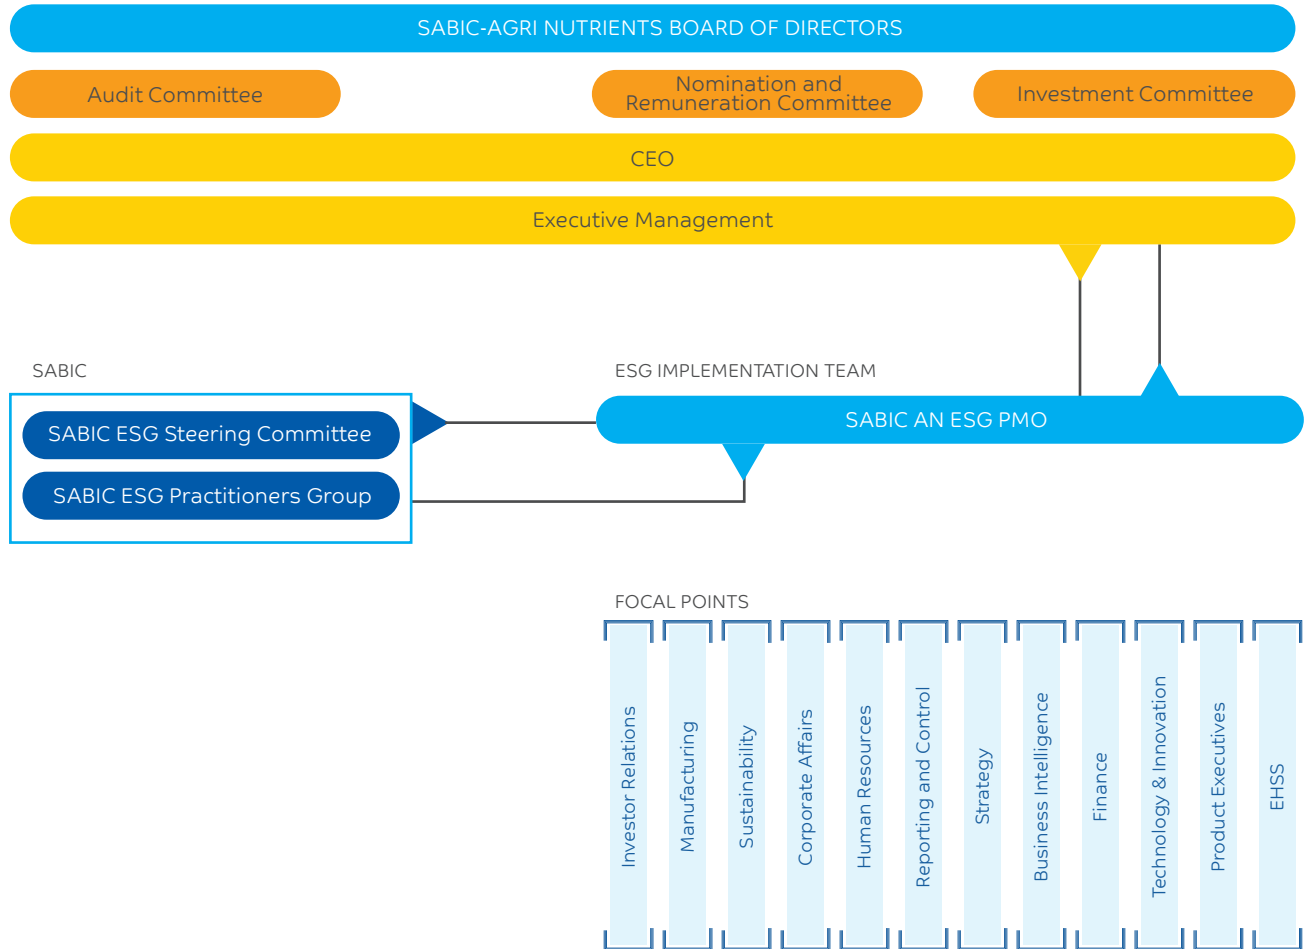 SABIC-AGRI NUTRIENTS BOARD OF DIRECTORS
Audit Committee
Nomination and
Remuneration Committee
Investment Committee
CEO
Executive Management
SABIC
ESG IMPLEMENTATION TEAM
SABIC ESG Steering Committee
SABIC AN ESG PMO
SABIC ESG Practitioners Group
FOCAL POINTS
Investor Relations
Manufacturing
Sustainability
Corporate Affairs
Human Resources
Reporting and Control
Strategy
Business Intelligence
Finance
Technology & Innovation
Product Executives
EHSS